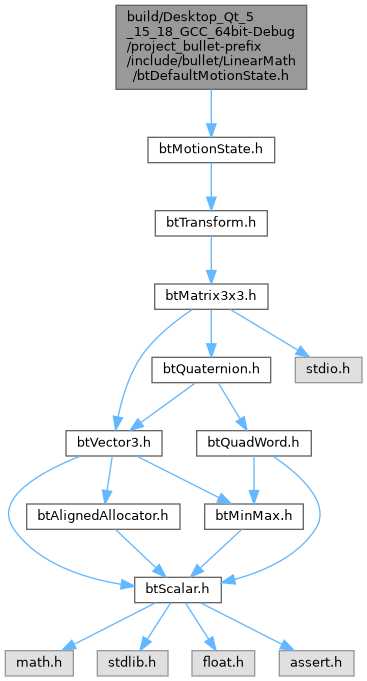 build/Desktop_Qt_5
_15_18_GCC_64bit-Debug
/project_bullet-prefix
/include/bullet/LinearMath
/btDefaultMotionState.h
btMotionState.h
btTransform.h
btMatrix3x3.h
btQuaternion.h
stdio.h
btVector3.h
btQuadWord.h
btAlignedAllocator.h
btMinMax.h
btScalar.h
math.h
stdlib.h
float.h
assert.h